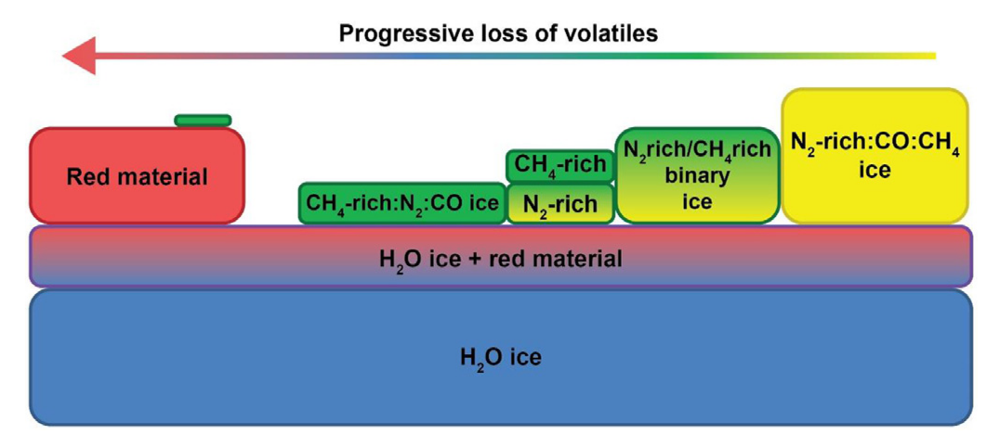 Progressive loss of volatiles
Red material
CH₄-rich:N₂:CO ice
CH₄-rich
N₂-rich
N₂rich/CH₄rich
binary
ice
N₂-rich:CO:CH₄
ice
H₂O ice + red material
H₂O ice